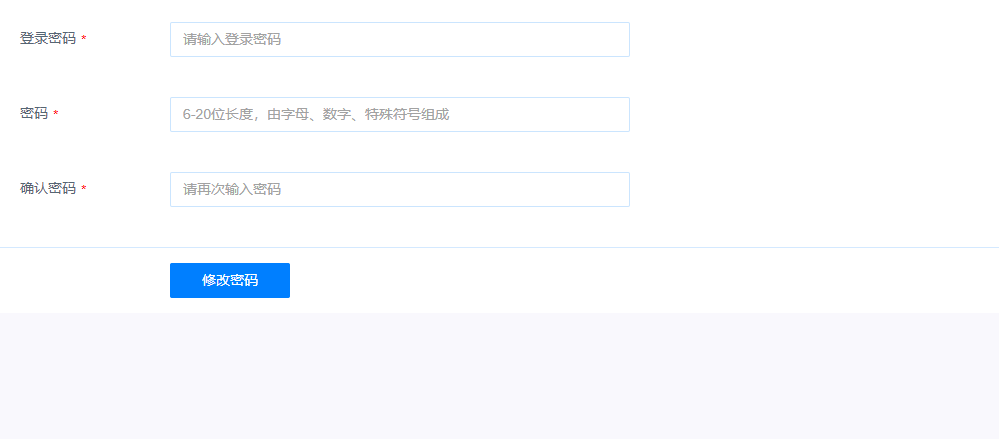 登录密码 * 请输入登录密码
密码 * 6-20位长度，由字母、数字、特殊符号组成
确认密码 * 请再次输入密码
修改密码